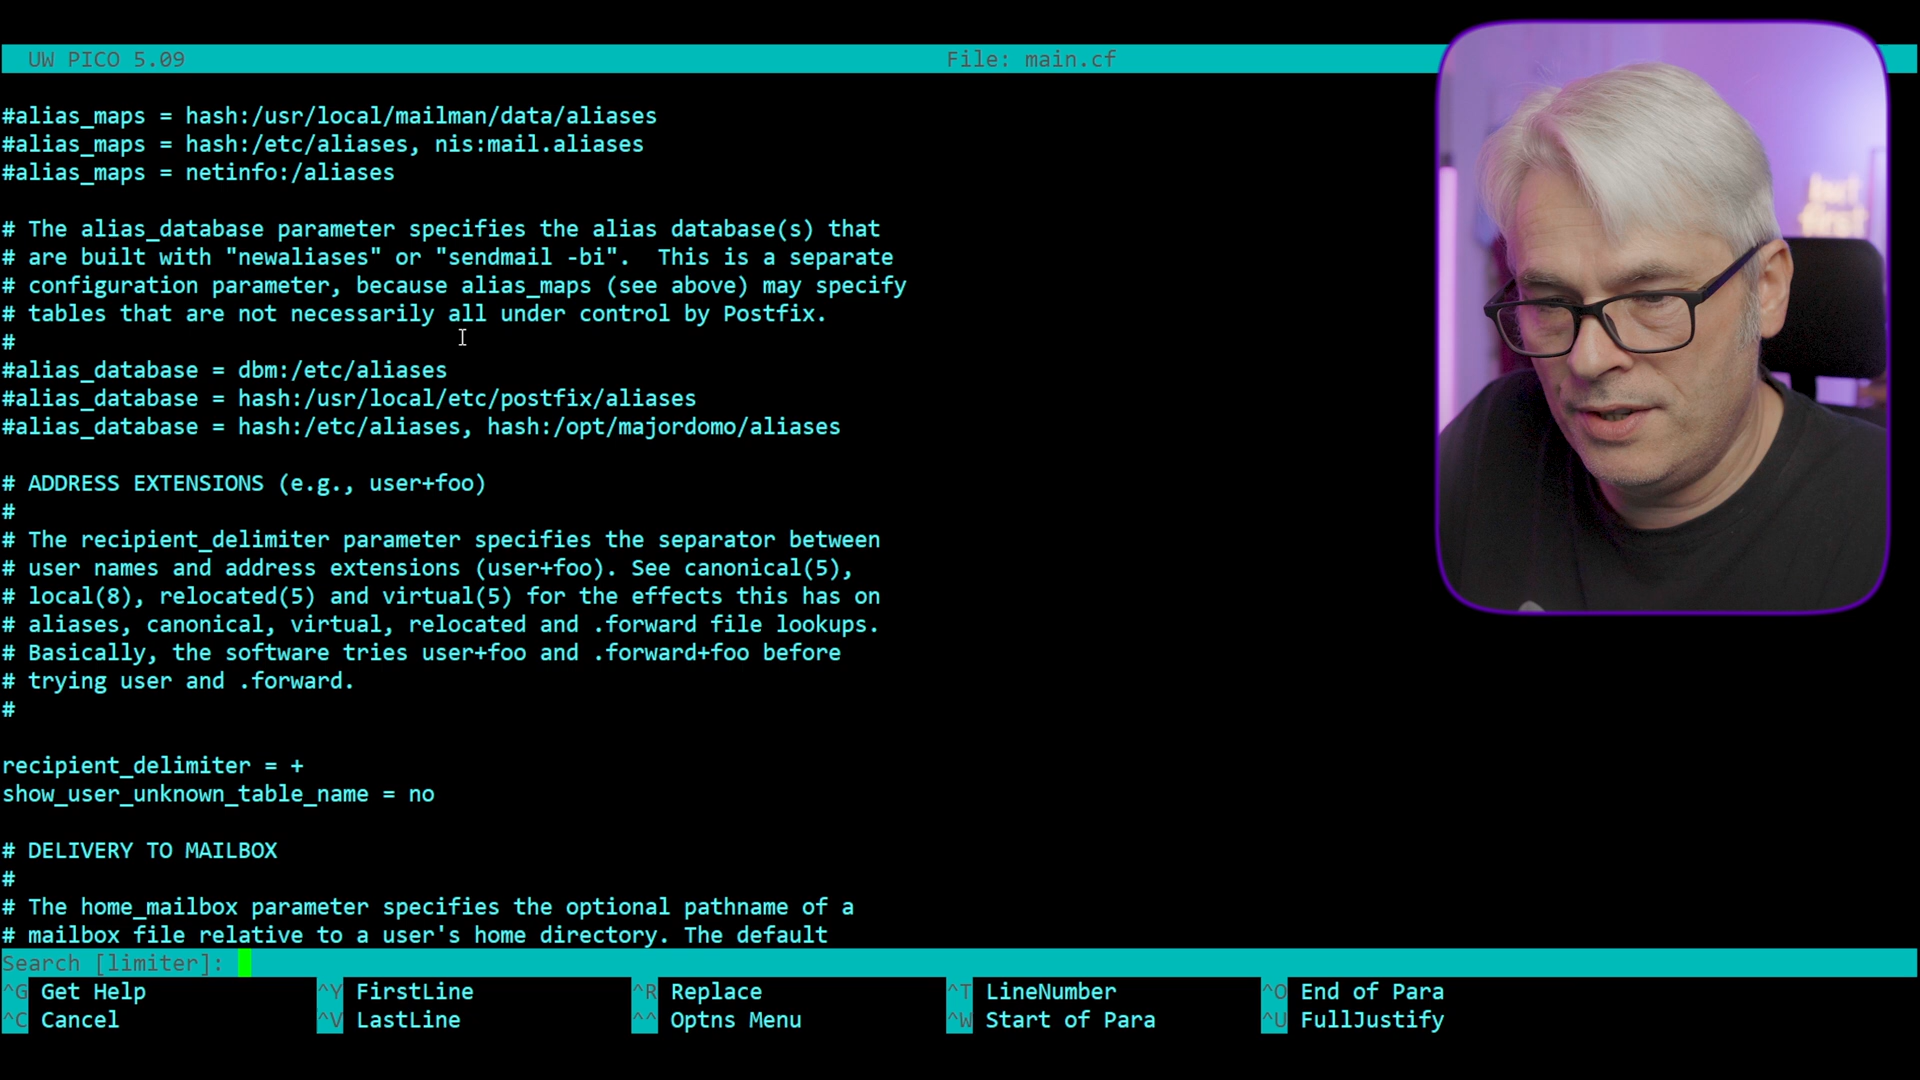 UW PICO 5.09 File: main.cf
#alias_maps = hash:/usr/local/mailman/data/aliases
#alias_maps = hash:/etc/aliases, nis:mail.aliases
#alias_maps = netinfo:/aliases
# The alias_database parameter specifies the alias database(s) that
# are built with "newaliases" or "sendmail -bi".  This is a separate
# configuration parameter, because alias_maps (see above) may specify
# tables that are not necessarily all under control by Postfix.
#
#alias_database = dbm:/etc/aliases
#alias_database = hash:/usr/local/etc/postfix/aliases
#alias_database = hash:/etc/aliases, hash:/opt/majordomo/aliases
# ADDRESS EXTENSIONS (e.g., user+foo)
#
# The recipient_delimiter parameter specifies the separator between
# user names and address extensions (user+foo). See canonical(5),
# local(8), relocated(5) and virtual(5) for the effects this has on
# aliases, canonical, virtual, relocated and .forward file lookups.
# Basically, the software tries user+foo and .forward+foo before
# trying user and .forward.
#
recipient_delimiter = +
show_user_unknown_table_name = no
# DELIVERY TO MAILBOX
#
# The home_mailbox parameter specifies the optional pathname of a
# mailbox file relative to a user's home directory. The default
Search [limiter]:
^G Get Help ^Y FirstLine ^R Replace ^T LineNumber ^O End of Para
^C Cancel ^V LastLine ^^ Optns Menu ^W Start of Para ^U FullJustify